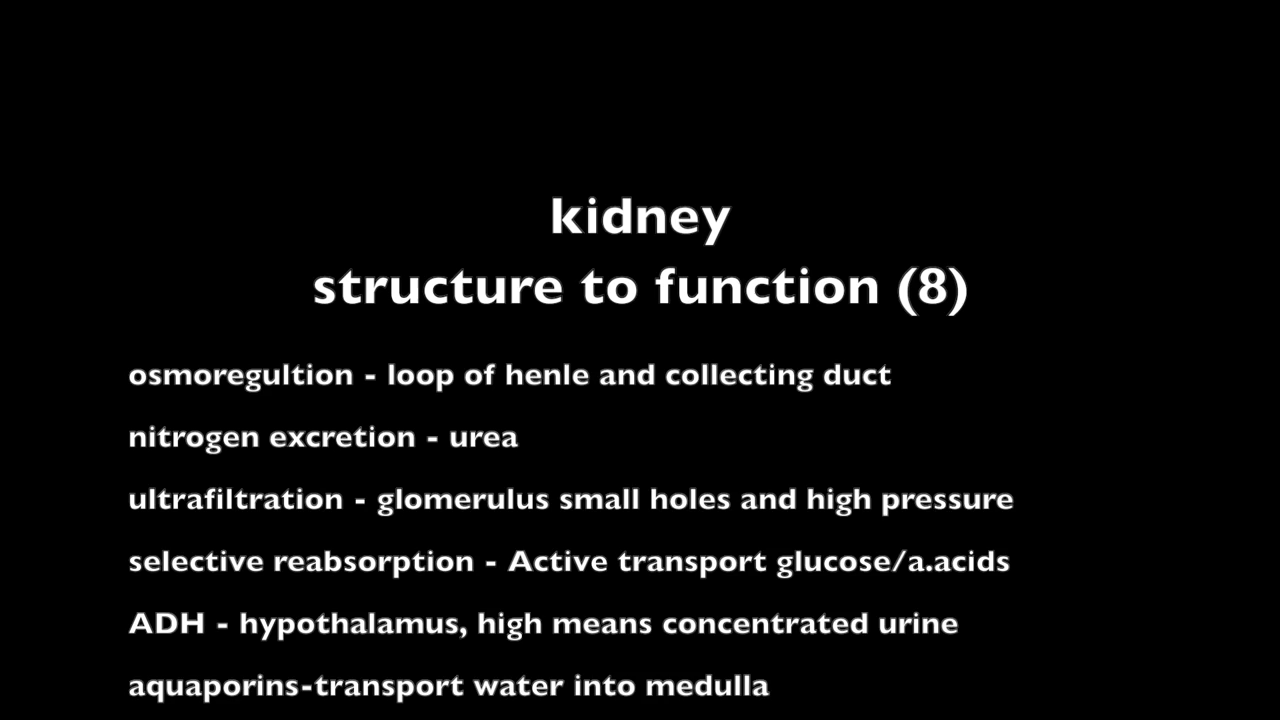 kidney
structure to function (8)
osmoregultion - loop of henle and collecting duct
nitrogen excretion - urea
ultrafiltration - glomerulus small holes and high pressure
selective reabsorption - Active transport glucose/a.acids
ADH - hypothalamus, high means concentrated urine
aquaporins-transport water into medulla